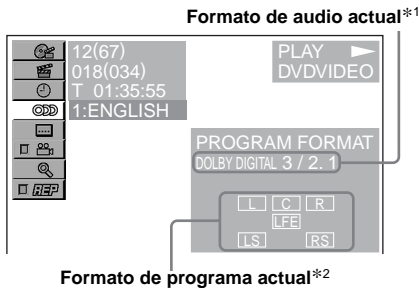 Formato de audio actual*1
12(67)
018(034)
T 01:35:55
1:ENGLISH
PLAY
DVDVIDEO
PROGRAM FORMAT
DOLBY DIGITAL 3 / 2. 1
L C R
LFE
LS RS
REP
Formato de programa actual*2